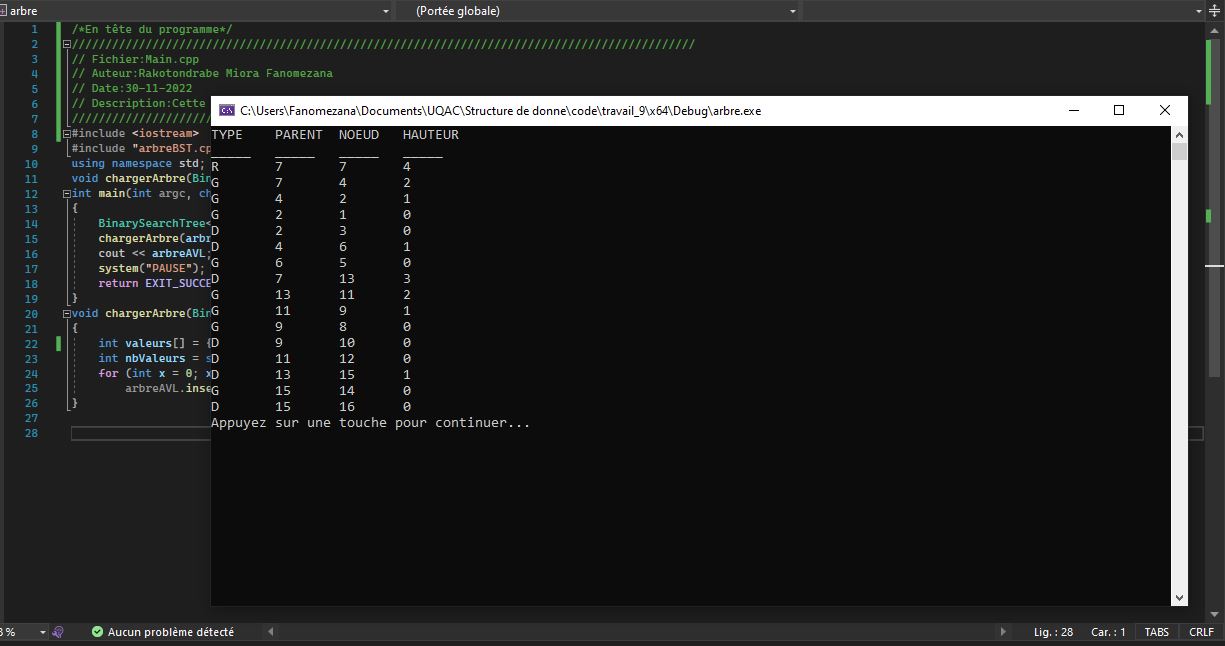 arbre
(Portée globale)
1 /*En tête du programme*/
2 //////////////////////////////////////////////////////////////////////////////////////////////
3 // Fichier:Main.cpp
4 // Auteur:Rakotondrabe Miora Fanomezana
5 // Date:30-11-2022
6 // Description:Cette
7 /////////////////////
8 #include <iostream>
9 #include "arbreBST.cp
10 using namespace std;
11 void chargerArbre(Bin
12 int main(int argc, ch
13 {
14 BinarySearchTree<
15 chargerArbre(arbr
16 cout << arbreAVL;
17 system("PAUSE");
18 return EXIT_SUCCE
19 }
20 void chargerArbre(Bin
21 {
22 int valeurs[] = {
23 int nbValeurs = s
24 for (int x = 0; x
25 arbreAVL.inse
26 }
27
28
C:\Users\Fanomezana\Documents\UQAC\Structure de donne\code\travail_9\x64\Debug\arbre.exe
TYPE PARENT NOEUD HAUTEUR
_____ _____ _____ _____
R 7 7 4
G 7 4 2
G 4 2 1
G 2 1 0
D 2 3 0
D 4 6 1
G 6 5 0
D 7 13 3
G 13 11 2
G 11 9 1
G 9 8 0
D 9 10 0
D 11 12 0
D 13 15 1
G 15 14 0
D 15 16 0
Appuyez sur une touche pour continuer...
%
Aucun problème détecté
Lig. : 28 Car. : 1 TABS CRLF